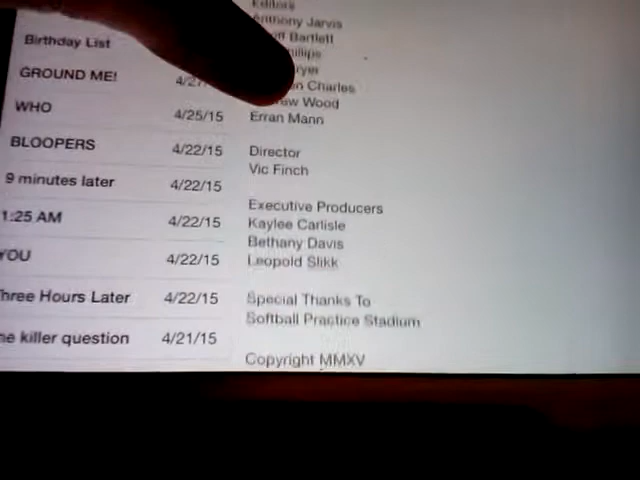 Birthday List
GROUND ME!
WHO 4/25/15
BLOOPERS 4/22/15
9 minutes later 4/22/15
1:25 AM 4/22/15
YOU 4/22/15
Three Hours Later 4/22/15
killer question 4/21/15
Editors
Anthony Jarvis
Bartlett
Charles
Wood
Erran Mann
Director
Vic Finch
Executive Producers
Kaylee Carlisle
Bethany Davis
Leopold Slikk
Special Thanks To
Softball Practice Stadium
Copyright MMXV